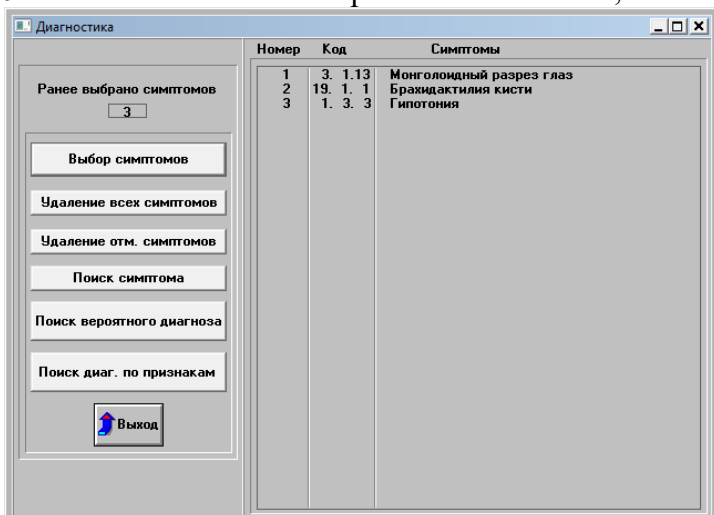 Диагностика
Номер Код Симптомы
Ранее выбрано симптомов
3
Выбор симптомов
Удаление всех симптомов
Удаление отм. симптомов
Поиск симптома
Поиск вероятного диагноза
Поиск диаг. по признакам
Выход
1 3. 1.13 Монголоидный разрез глаз
2 19. 1. 1 Брахидактилия кисти
3 1. 3. 3 Гипотония